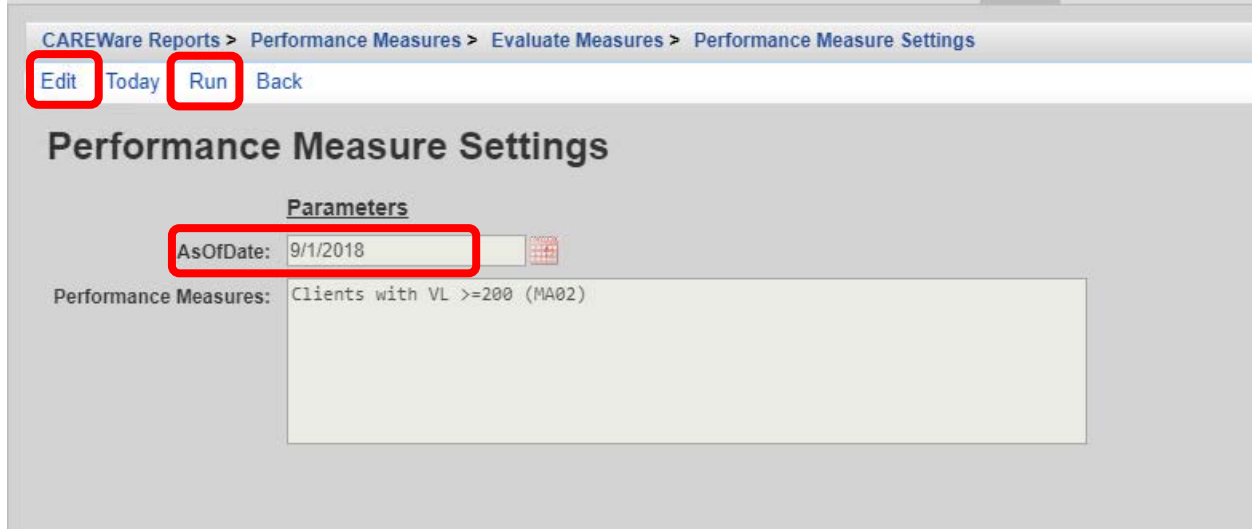 CAREWare Reports > Performance Measures > Evaluate Measures > Performance Measure Settings
Edit Today Run Back
Performance Measure Settings
Parameters
AsOfDate: 9/1/2018
Performance Measures: Clients with VL >=200 (MA02)